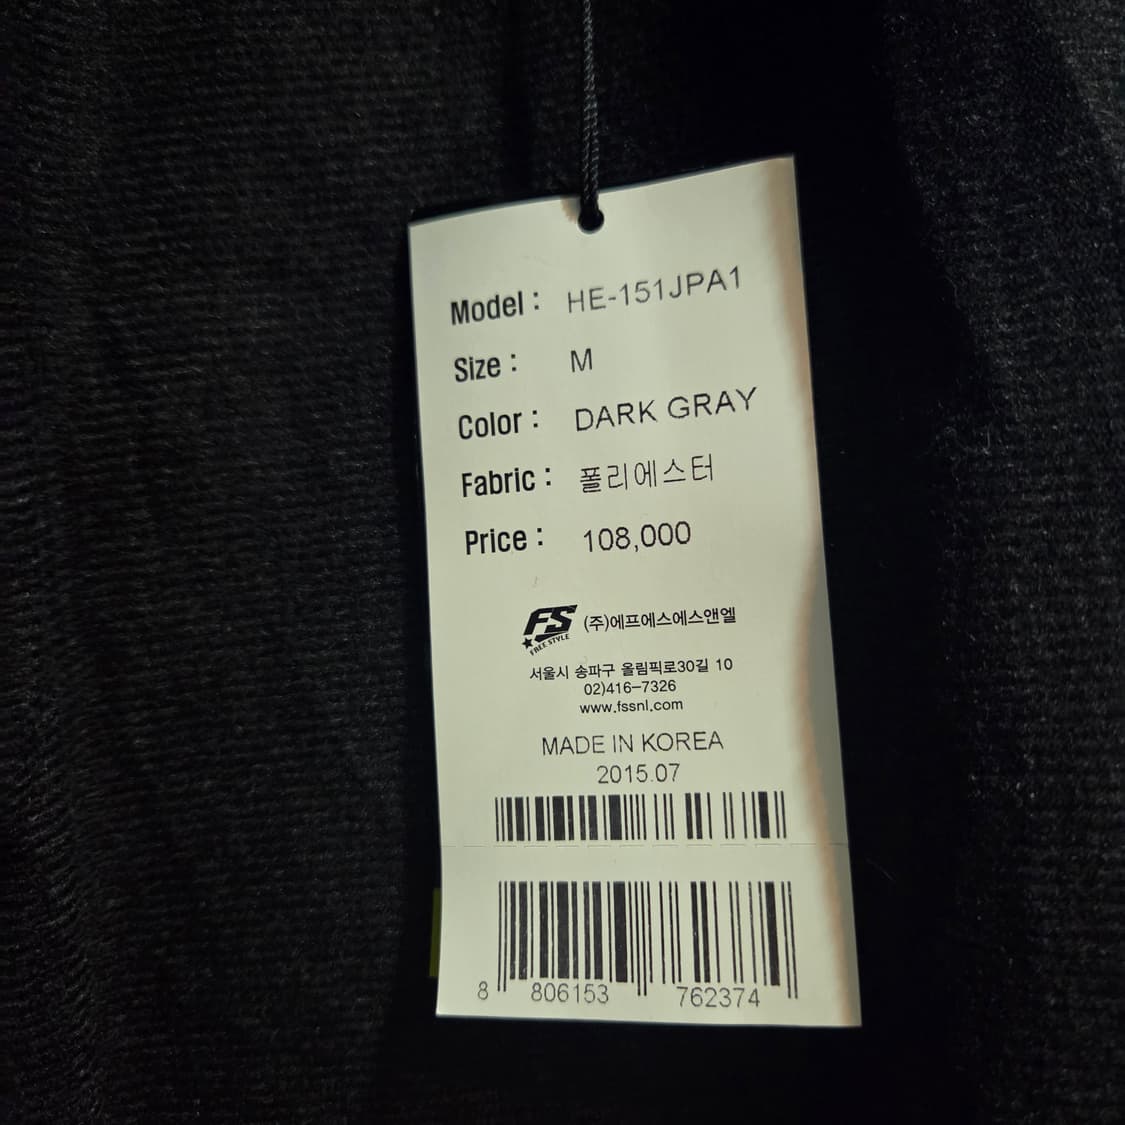 Model : HE-151JPA1
Size : M
Color : DARK GRAY
Fabric : 폴리에스터
Price : 108,000
FS FREE STYLE (주)에프에스에스앤엘
서울시 송파구 올림픽로30길 10
02)416-7326
www.fssnl.com
MADE IN KOREA
2015.07
8 806153 762374